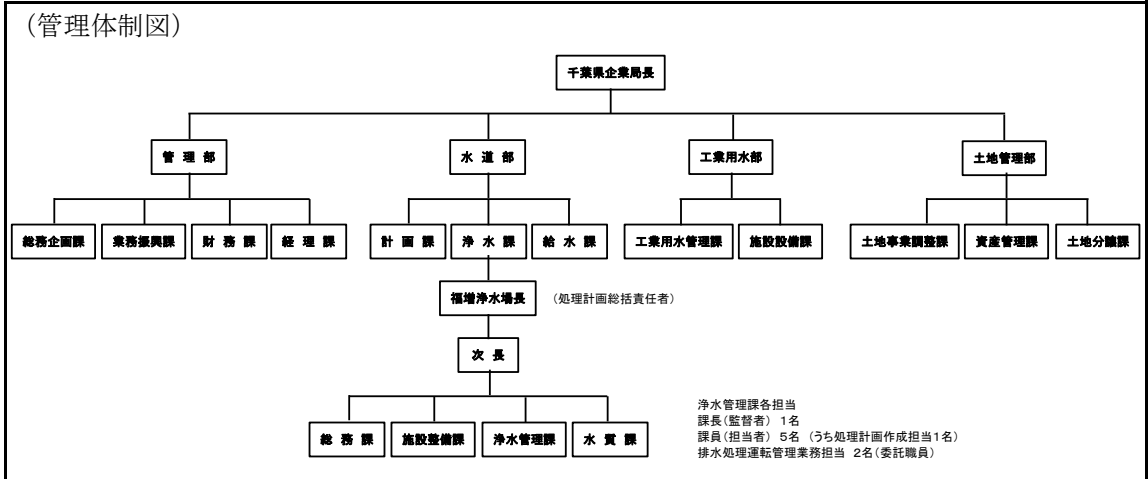 (管理体制図)
千葉県企業局長
管 理 部 水 道 部 工業用水部 土地管理部
総務企画課 業務振興課 財 務 課 経 理 課 計 画 課 浄 水 課 給 水 課 工業用水管理課 施設設備課 土地事業調整課 資産管理課 土地分譲課
福増浄水場長 (処理計画総括責任者)
次 長
総 務 課 施設整備課 浄水管理課 水 質 課
浄水管理課各担当
課長(監督者) 1名
課員(担当者) 5名 (うち処理計画作成担当1名)
排水処理運転管理業務担当 2名(委託職員)